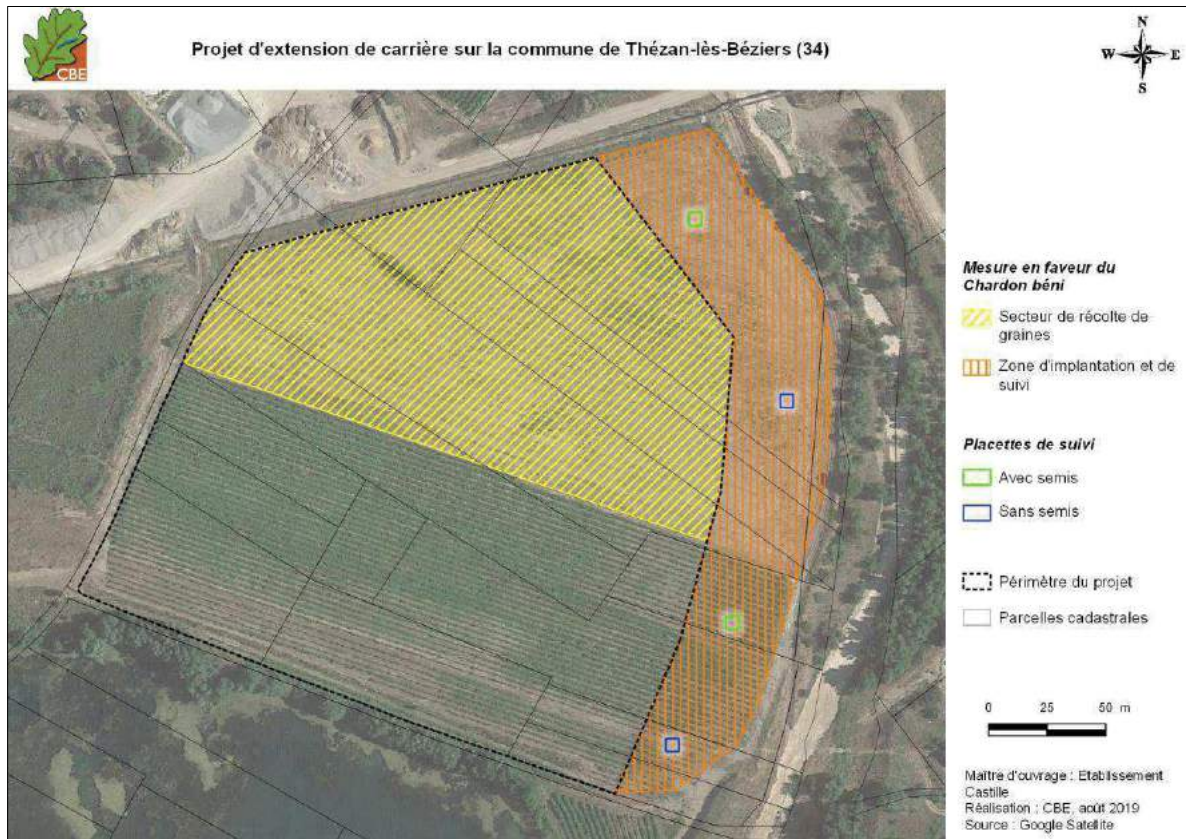 Projet d'extension de carrière sur la commune de Thézan-lès-Béziers (34)
CBE
N
W E
S
Mesure en faveur du
Chardon béni
Secteur de récolte de
graines
Zone d'implantation et de
suivi
Placettes de suivi
Avec semis
Sans semis
Périmètre du projet
Parcelles cadastrales
0 25 50 m
Maître d'ouvrage : Etablissement
Castille
Réalisation : CBE, août 2019
Source : Google Satellite